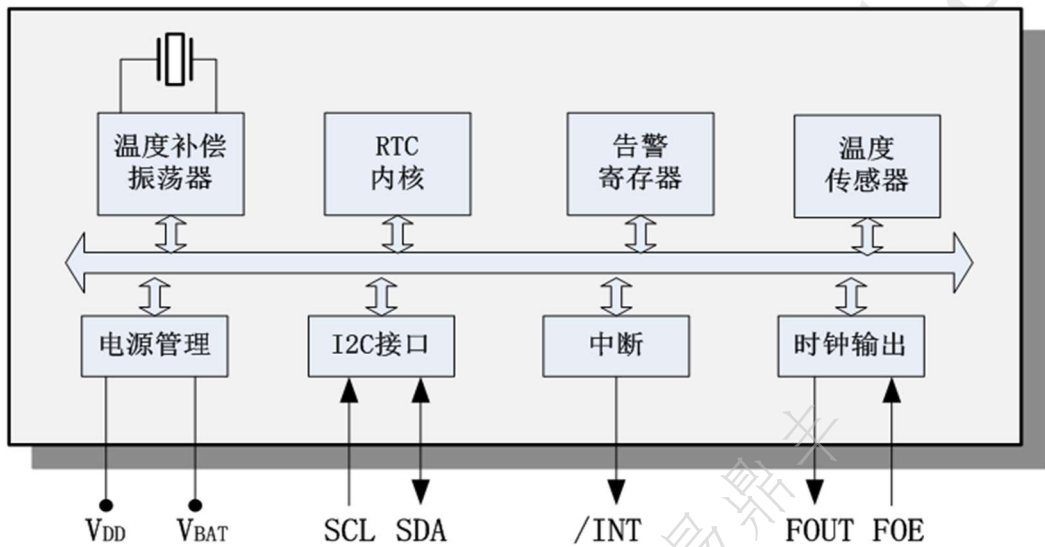 温度补偿
振荡器
RTC
内核
告警
寄存器
温度
传感器
电源管理
I2C接口
中断
时钟输出
VDD
VBAT
SCL
SDA
/INT
FOUT
FOE
鼎丰